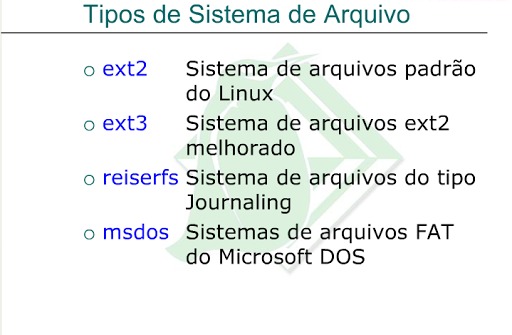 Tipos de Sistema de Arquivo
ext2 Sistema de arquivos padrão
do Linux
ext3 Sistema de arquivos ext2
melhorado
reiserfs Sistema de arquivos do tipo
Journaling
msdos Sistemas de arquivos FAT
do Microsoft DOS